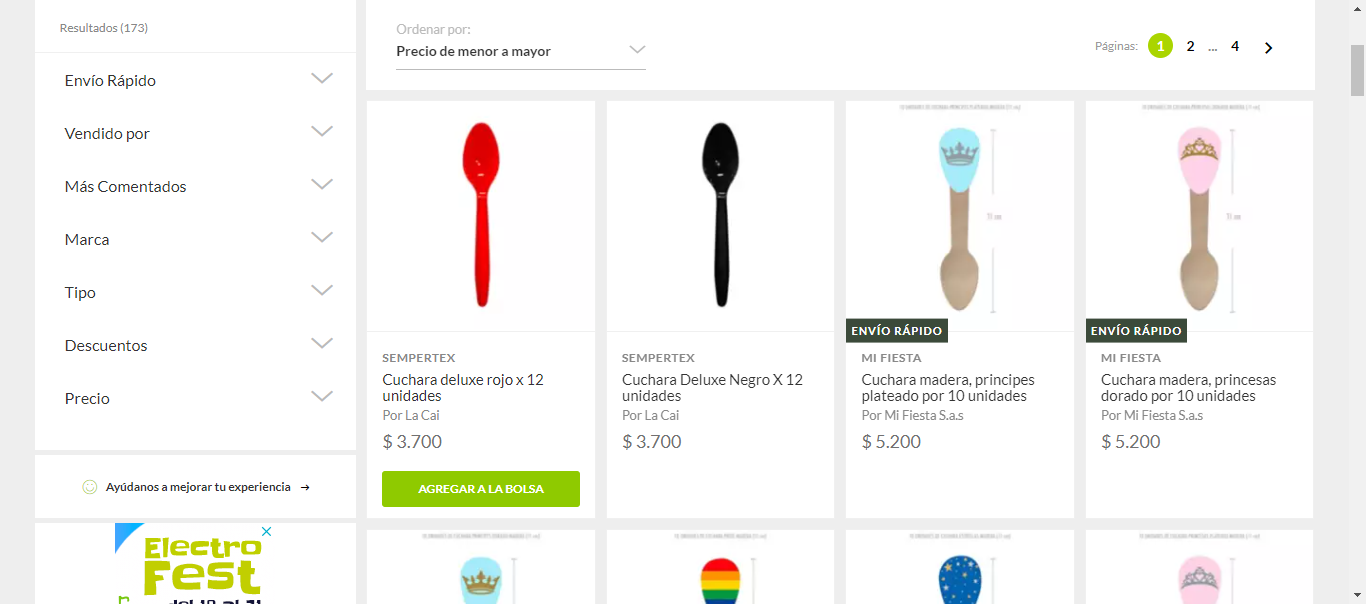 Resultados (173)
Envío Rápido
Vendido por
Más Comentados
Marca
Tipo
Descuentos
Precio
Ayúdanos a mejorar tu experiencia →
Electro
Fest
Ordenar por:
Precio de menor a mayor
Páginas: 1 2 ... 4
SEMPERTEX
Cuchara deluxe rojo x 12
unidades
Por La Cai
$ 3.700
AGREGAR A LA BOLSA
SEMPERTEX
Cuchara Deluxe Negro X 12
unidades
Por La Cai
$ 3.700
ENVÍO RÁPIDO
MI FIESTA
Cuchara madera, principes
plateado por 10 unidades
Por Mi Fiesta S.a.s
$ 5.200
ENVÍO RÁPIDO
MI FIESTA
Cuchara madera, princesas
dorado por 10 unidades
Por Mi Fiesta S.a.s
$ 5.200